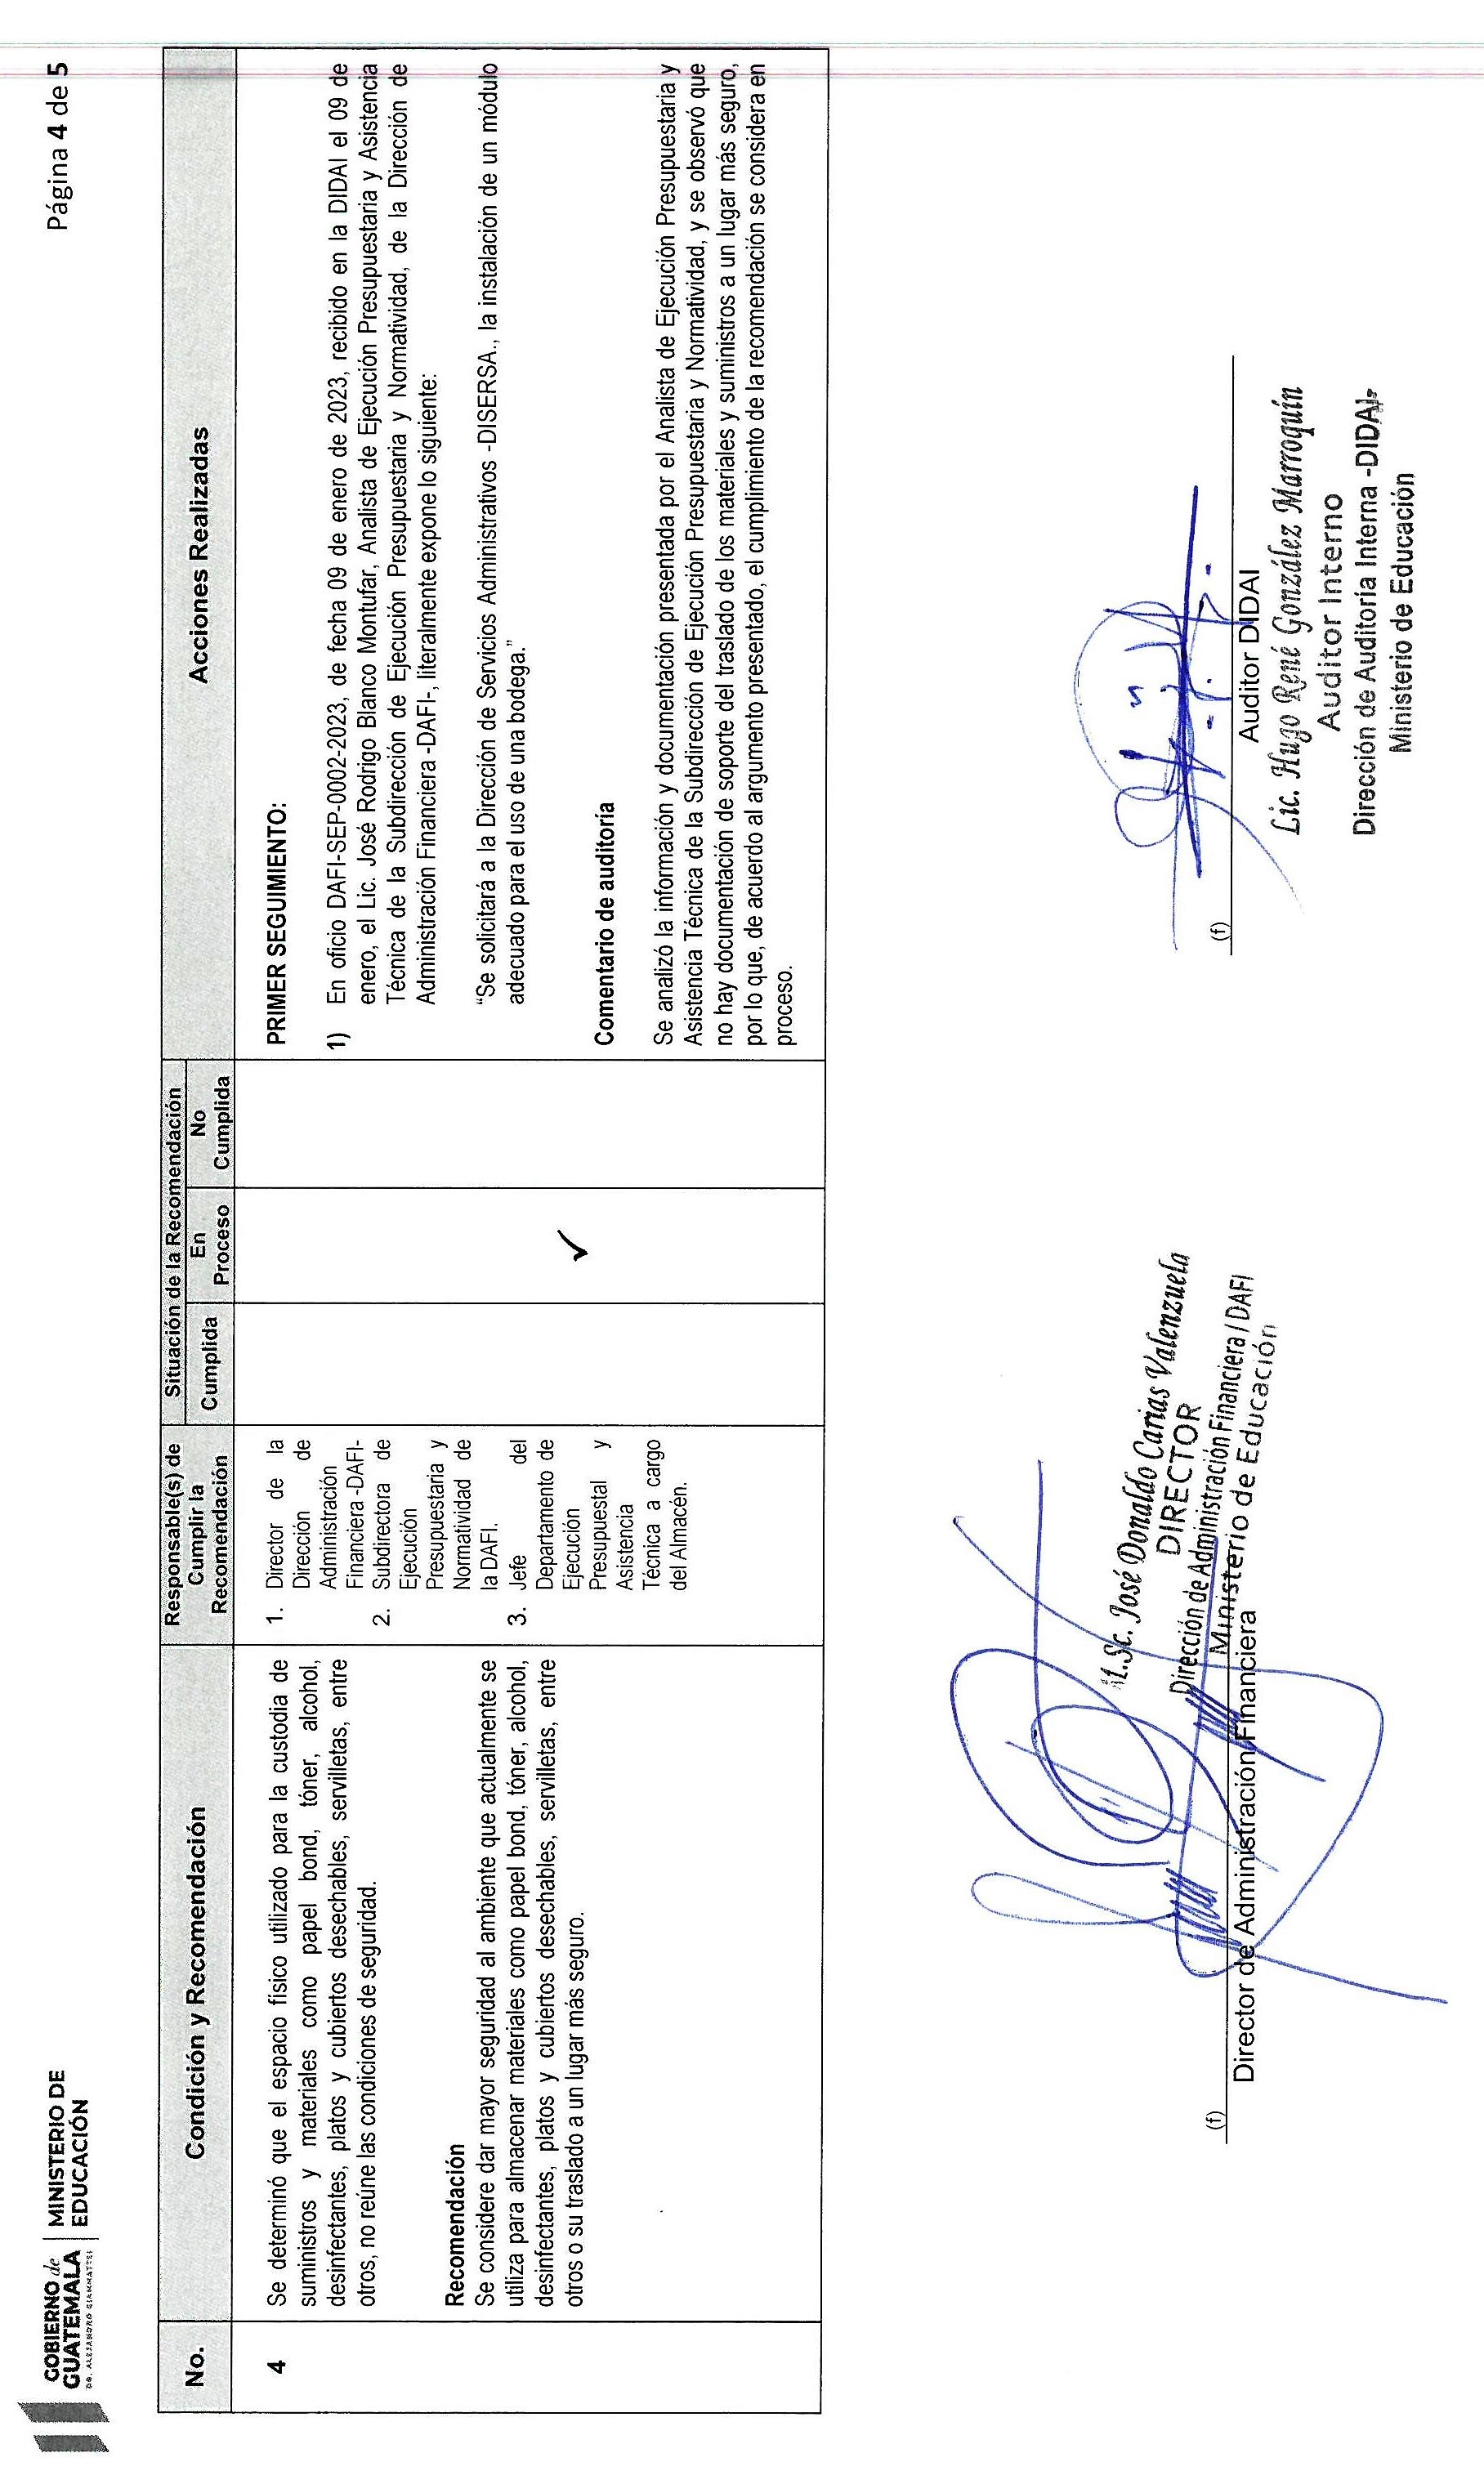 GOBIERNO de
GUATEMALA
DR. ALEJANDRO GIAMMATTEI
MINISTERIO DE
EDUCACIÓN
Página 4 de 5
No.
Condición y Recomendación
Responsable(s) de
Cumplir la
Recomendación
Situación de la Recomendación
Cumplida
En
Proceso
No
Cumplida
Acciones Realizadas
4
Se determinó que el espacio físico utilizado para la custodia de
suministros y materiales como papel bond, tóner, alcohol,
desinfectantes, platos y cubiertos desechables, servilletas, entre
otros, no reúne las condiciones de seguridad.
Recomendación
Se considere dar mayor seguridad al ambiente que actualmente se
utiliza para almacenar materiales como papel bond, tóner, alcohol,
desinfectantes, platos y cubiertos desechables, servilletas, entre
otros o su traslado a un lugar más seguro.
1. Director de la
Dirección de
Administración
Financiera -DAFI-
2. Subdirectora de
Ejecución
Presupuestaria y
Normatividad de
la DAFI.
3. Jefe del
Departamento de
Ejecución
Presupuestal y
Asistencia
Técnica a cargo
del Almacén.
✓
PRIMER SEGUIMIENTO:
1) En oficio DAFI-SEP-0002-2023, de fecha 09 de enero de 2023, recibido en la DIDAI el 09 de
enero, el Lic. José Rodrigo Blanco Montufar, Analista de Ejecución Presupuestaria y Asistencia
Técnica de la Subdirección de Ejecución Presupuestaria y Normatividad, de la Dirección de
Administración Financiera -DAFI-, literalmente expone lo siguiente:
“Se solicitará a la Dirección de Servicios Administrativos -DISERSA., la instalación de un módulo
adecuado para el uso de una bodega.”
Comentario de auditoría
Se analizó la información y documentación presentada por el Analista de Ejecución Presupuestaria y
Asistencia Técnica de la Subdirección de Ejecución Presupuestaria y Normatividad, y se observó que
no hay documentación de soporte del traslado de los materiales y suministros a un lugar más seguro,
por lo que, de acuerdo al argumento presentado, el cumplimiento de la recomendación se considera en
proceso.
M.Sc. José Donaldo Carias Valenzuela
DIRECTOR
Dirección de Administración Financiera / DAFI
Ministerio de Educación
(f)
Director de Administración Financiera
(f)
Auditor DIDAI
Lic. Hugo René González Marroquín
Auditor Interno
Dirección de Auditoría Interna -DIDAI-
Ministerio de Educación